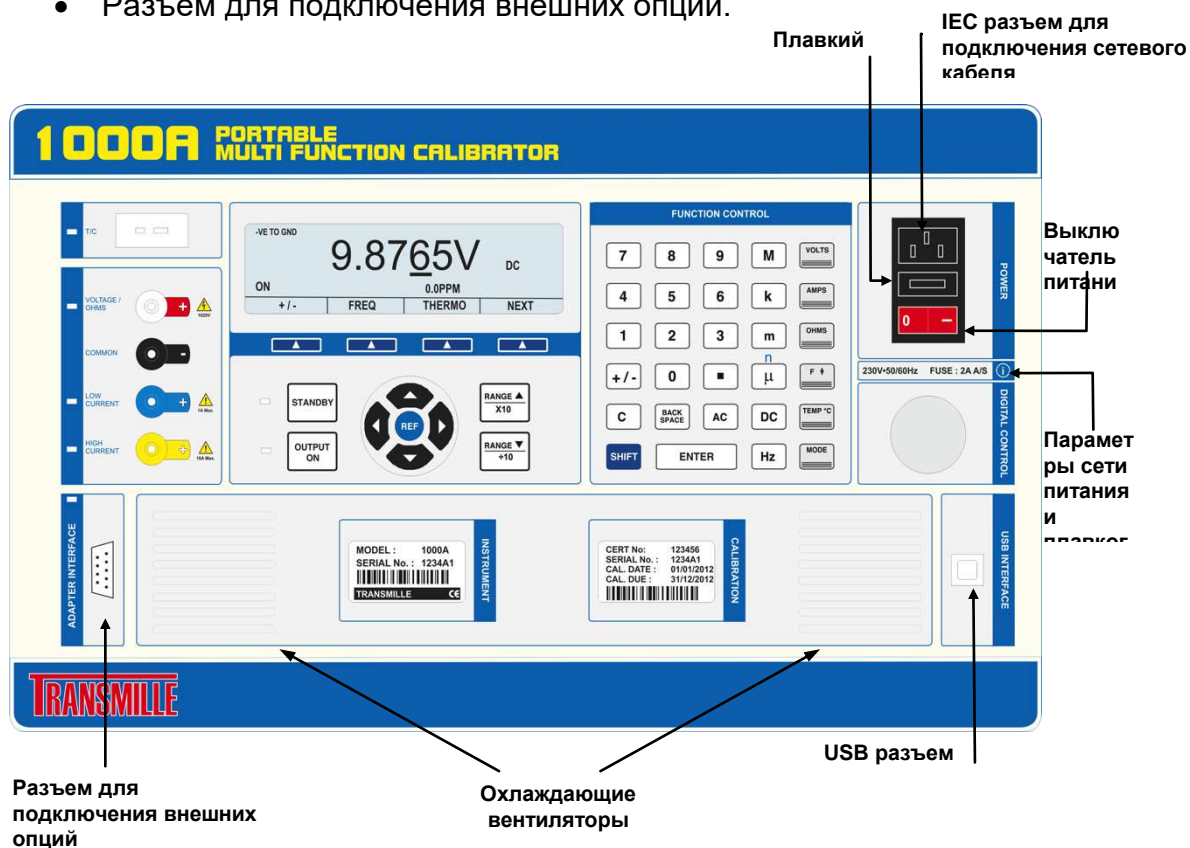 Разъем для подключения внешних опций.
Плавкий
IEC разъем для
подключения сетевого
кабеля
1000A PORTABLE
MULTI FUNCTION CALIBRATOR
T/C
VOLTAGE /
OHMS
1020V
COMMON
LOW
CURRENT
1A Max.
HIGH
CURRENT
10A Max.
-VE TO GND
9.8765V DC
ON 0.0PPM
+ / - FREQ THERMO NEXT
STANDBY
OUTPUT
ON
REF
RANGE ▲
X10
RANGE ▼
÷10
FUNCTION CONTROL
7 8 9 M VOLTS
4 5 6 k AMPS
1 2 3 m OHMS
n
+ / - 0 ■ µ F
C BACK
SPACE AC DC TEMP °C
SHIFT ENTER Hz MODE
POWER
0 –
230V•50/60Hz FUSE : 2A A/S i
DIGITAL CONTROL
Выклю
чатель
питани
Парамет
ры сети
питания
и
плавког
ADAPTER INTERFACE
MODEL : 1000A
SERIAL No. : 1234A1
TRANSMILLE CE
INSTRUMENT
CERT No: 123456
SERIAL No. : 1234A1
CAL. DATE : 01/01/2012
CAL. DUE : 31/12/2012
CALIBRATION
USB INTERFACE
TRANSMILLE
USB разъем
Разъем для
подключения внешних
опций
Охлаждающие
вентиляторы